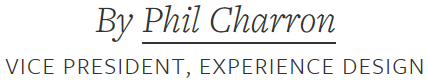 By Phil Charron
VICE PRESIDENT, EXPERIENCE DESIGN